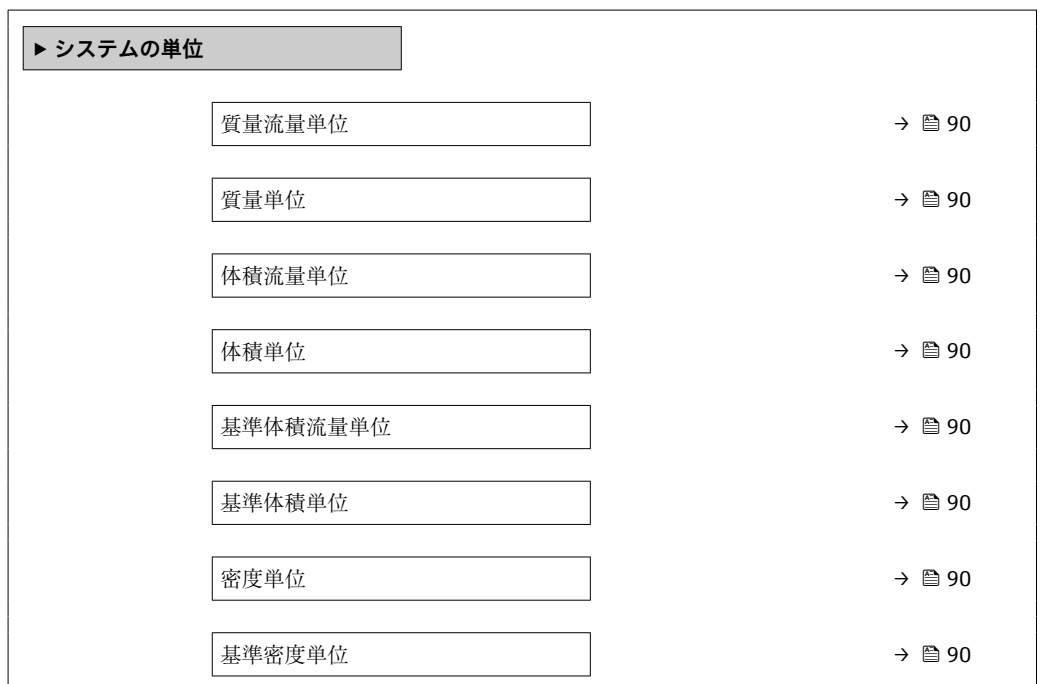 ▶ システムの単位
質量流量単位 → 90
質量単位 → 90
体積流量単位 → 90
体積単位 → 90
基準体積流量単位 → 90
基準体積単位 → 90
密度単位 → 90
基準密度単位 → 90